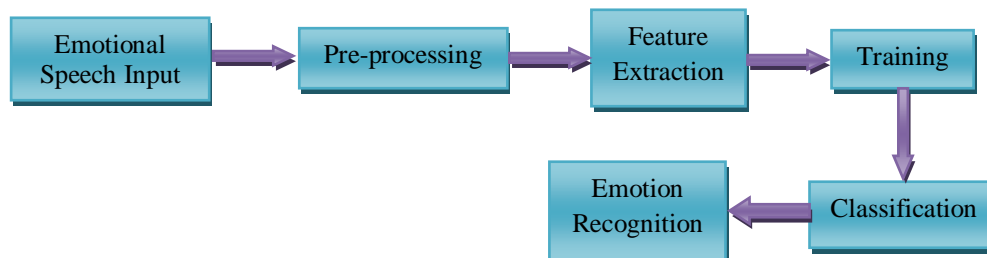 Emotional
Speech Input
Pre-processing
Feature
Extraction
Training
Classification
Emotion
Recognition